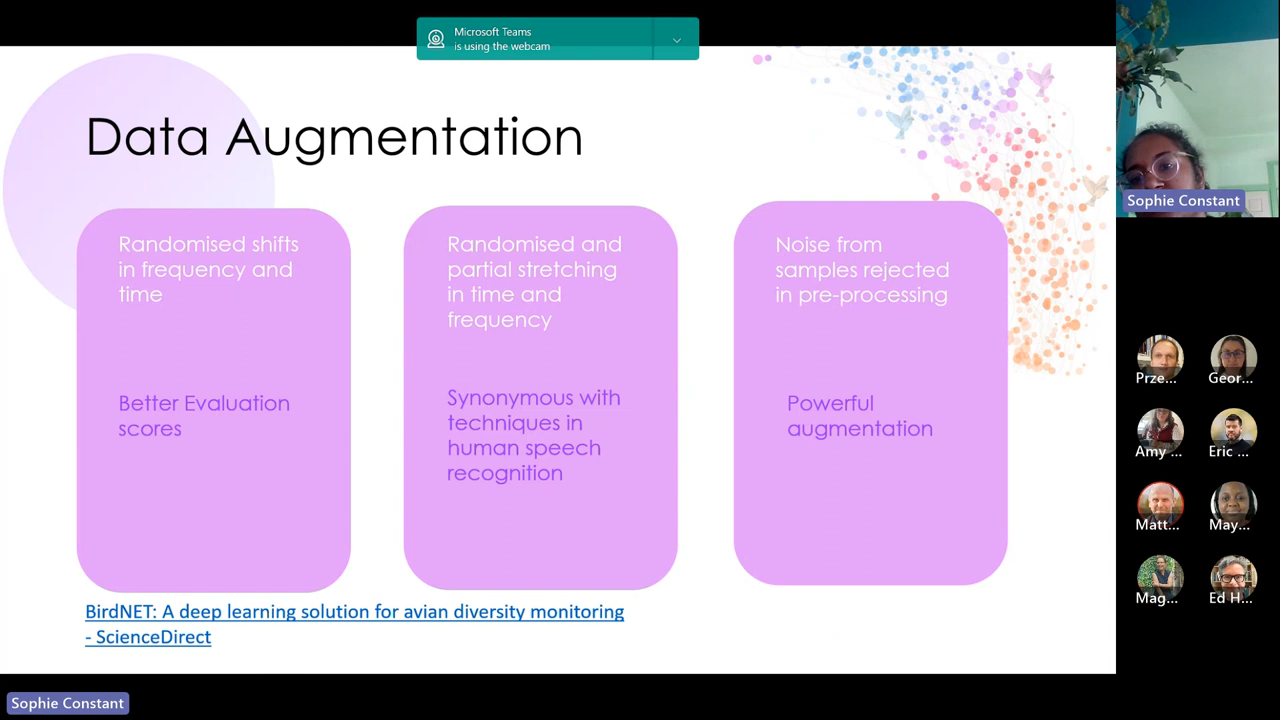 Microsoft Teams
is using the webcam
Data Augmentation
Randomised shifts
in frequency and
time
Better Evaluation
scores
Randomised and
partial stretching
in time and
frequency
Synonymous with
techniques in
human speech
recognition
Noise from
samples rejected
in pre-processing
Powerful
augmentation
BirdNET: A deep learning solution for avian diversity monitoring
- ScienceDirect
Sophie Constant
Prze...
Geor...
Amy ...
Eric ...
Matt...
May...
Mag...
Ed H...
Sophie Constant